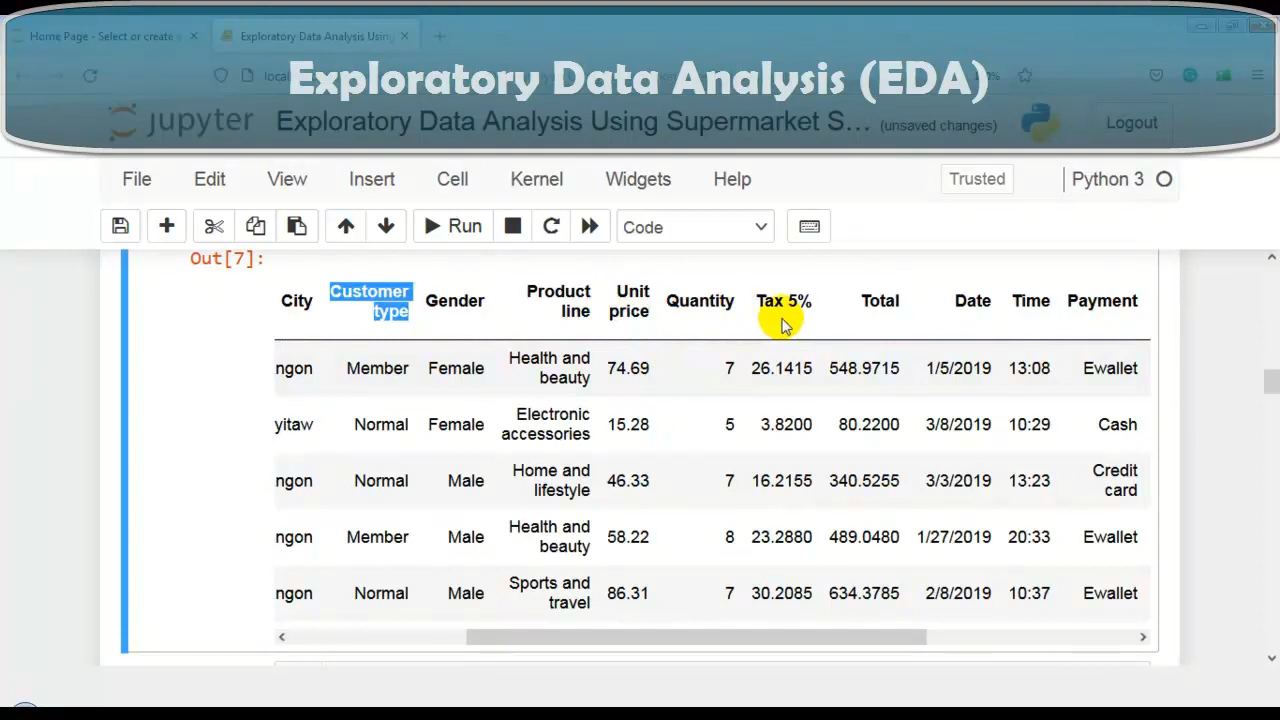 Home Page - Select or create
Exploratory Data Analysis Using
Exploratory Data Analysis (EDA)
jupyter Exploratory Data Analysis Using Supermarket S... (unsaved changes) Logout
File Edit View Insert Cell Kernel Widgets Help Trusted Python 3
Run Code
Out[7]:
City Customer type Gender Product line Unit price Quantity Tax 5% Total Date Time Payment
ngon Member Female Health and beauty 74.69 7 26.1415 548.9715 1/5/2019 13:08 Ewallet
yitaw Normal Female Electronic accessories 15.28 5 3.8200 80.2200 3/8/2019 10:29 Cash
ngon Normal Male Home and lifestyle 46.33 7 16.2155 340.5255 3/3/2019 13:23 Credit card
ngon Member Male Health and beauty 58.22 8 23.2880 489.0480 1/27/2019 20:33 Ewallet
ngon Normal Male Sports and travel 86.31 7 30.2085 634.3785 2/8/2019 10:37 Ewallet